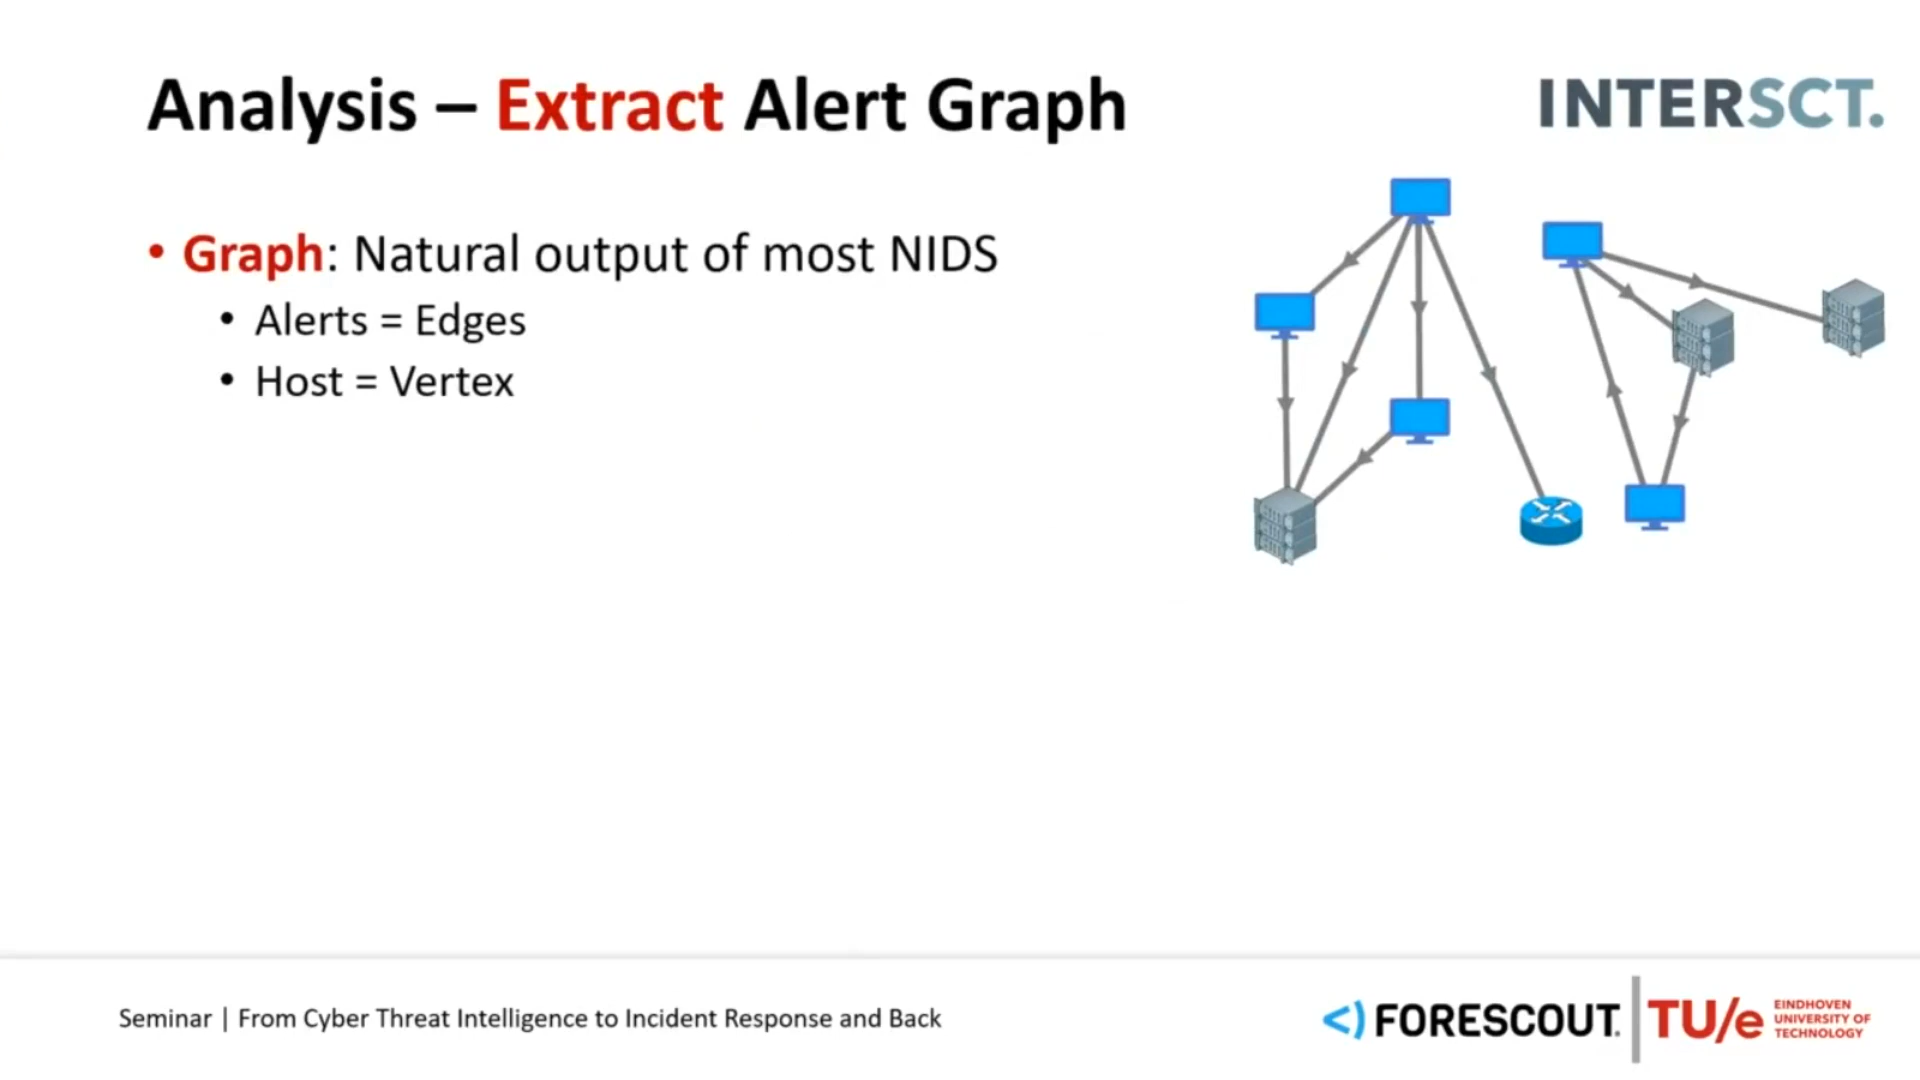 Analysis – Extract Alert Graph
INTERSCT.
• Graph: Natural output of most NIDS
• Alerts = Edges
• Host = Vertex
Seminar | From Cyber Threat Intelligence to Incident Response and Back
<) FORESCOUT.
TU/e
EINDHOVEN
UNIVERSITY OF
TECHNOLOGY